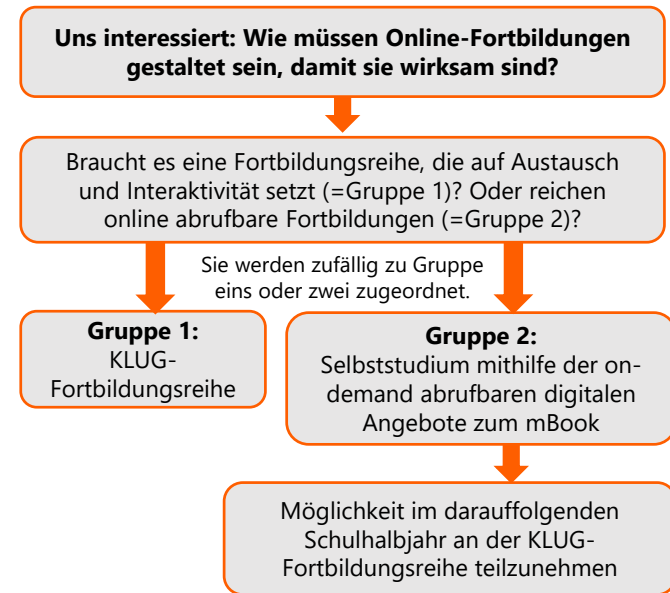 Uns interessiert: Wie müssen Online-Fortbildungen
gestaltet sein, damit sie wirksam sind?
Braucht es eine Fortbildungsreihe, die auf Austausch
und Interaktivität setzt (=Gruppe 1)? Oder reichen
online abrufbare Fortbildungen (=Gruppe 2)?
Sie werden zufällig zu Gruppe
eins oder zwei zugeordnet.
Gruppe 1:
KLUG-
Fortbildungsreihe
Gruppe 2:
Selbststudium mithilfe der on-
demand abrufbaren digitalen
Angebote zum mBook
Möglichkeit im darauffolgenden
Schulhalbjahr an der KLUG-
Fortbildungsreihe teilzunehmen